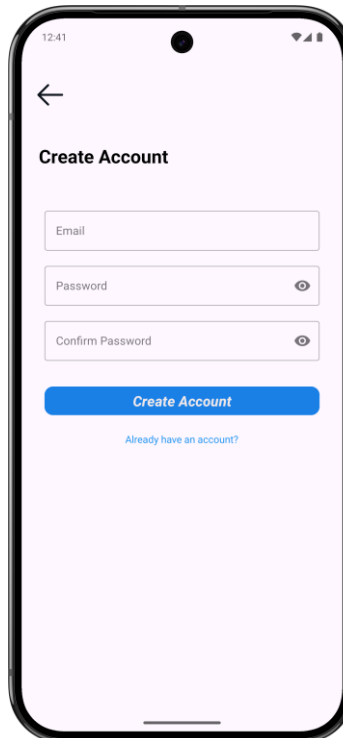 12:41
Create Account
Email
Password
Confirm Password
Create Account
Already have an account?